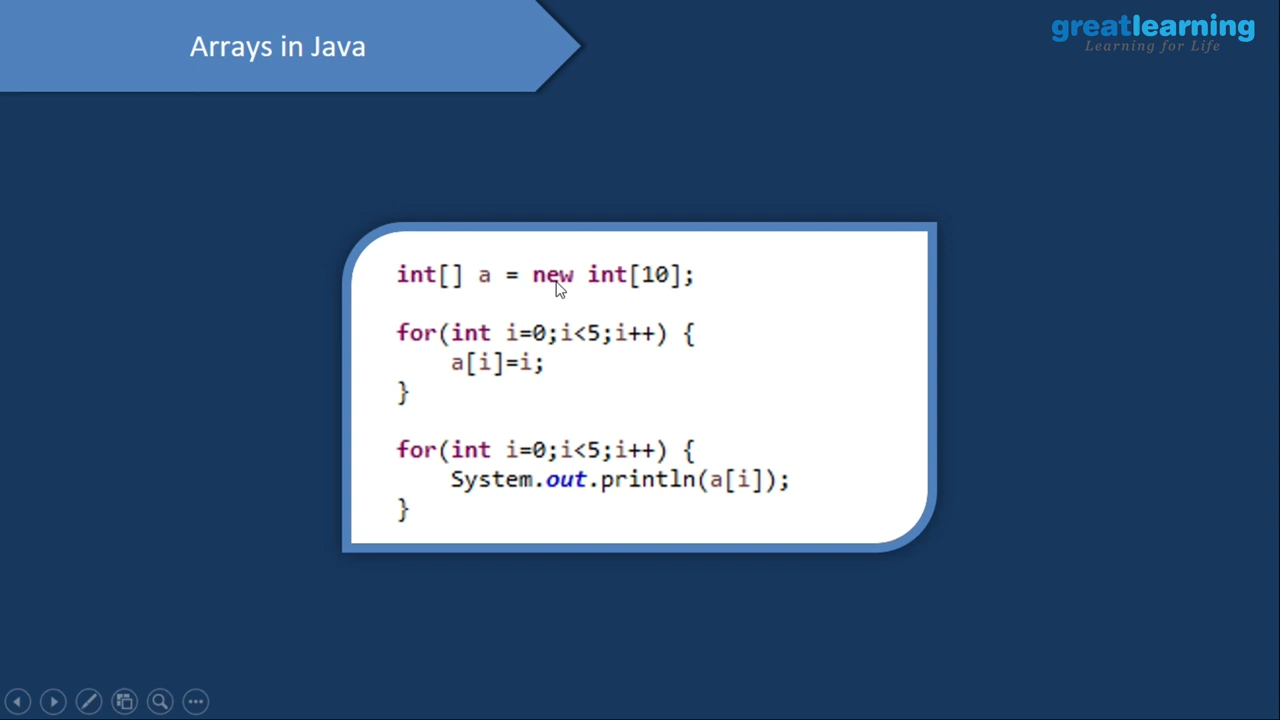 Arrays in Java
greatlearning
Learning for Life
int[] a = new int[10];
for(int i=0;i<5;i++) {
    a[i]=i;
}
for(int i=0;i<5;i++) {
    System.out.println(a[i]);
}